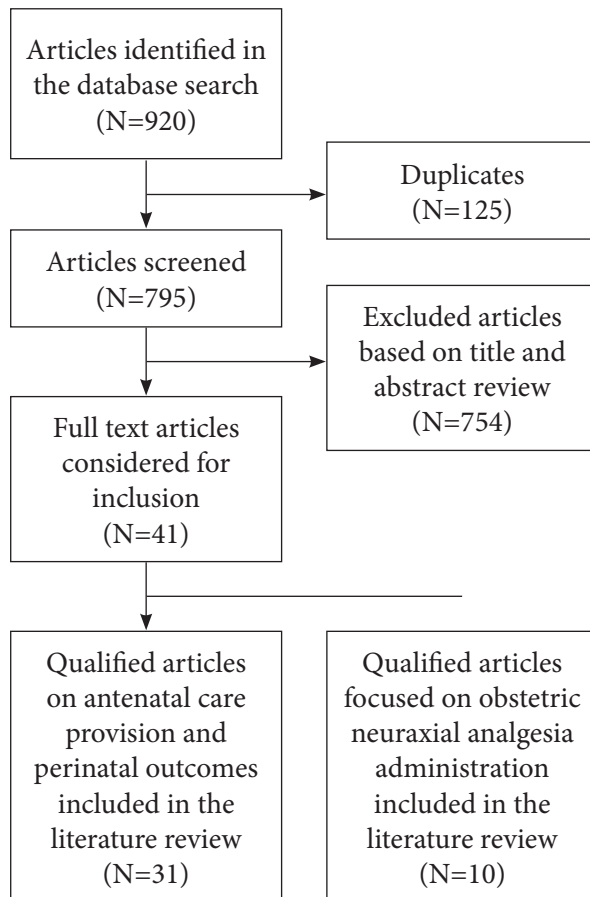 Articles identified in
the database search
(N=920)
Duplicates
(N=125)
Articles screened
(N=795)
Excluded articles
based on title and
abstract review
(N=754)
Full text articles
considered for
inclusion
(N=41)
Qualified articles
on antenatal care
provision and
perinatal outcomes
included in the
literature review
(N=31)
Qualified articles
focused on obstetric
neuraxial analgesia
administration
included in the
literature review
(N=10)